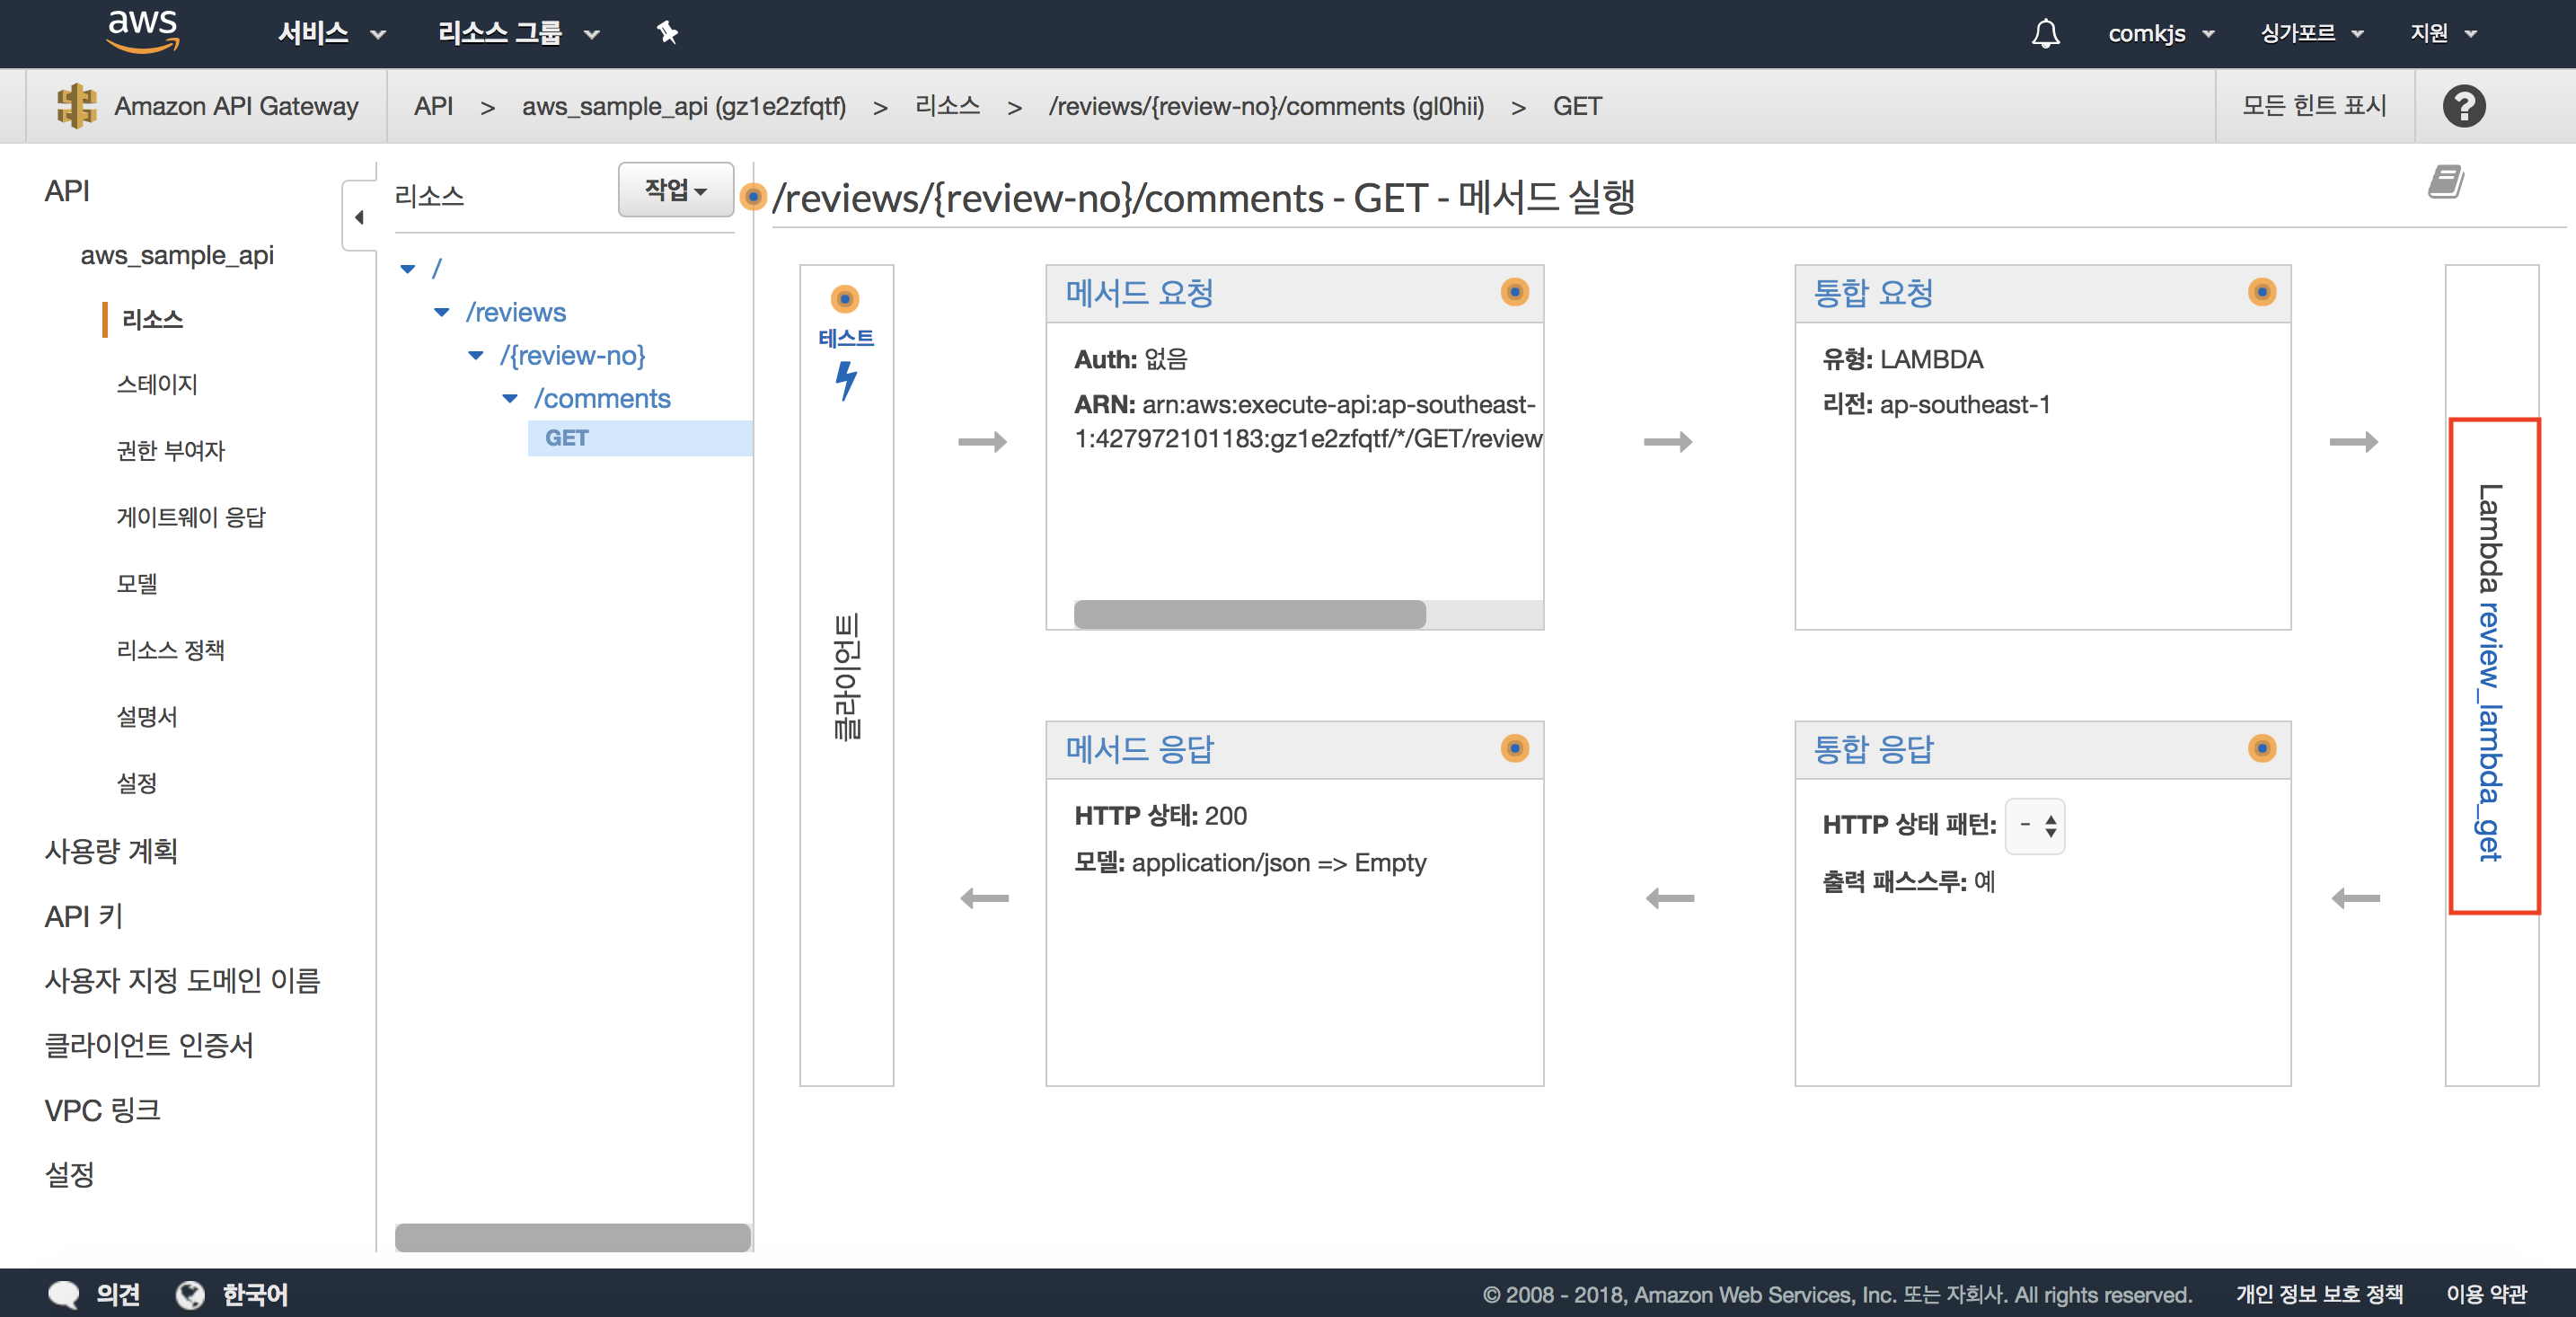 aws
서비스
리소스 그룹
comkjs
싱가포르
지원
Amazon API Gateway
API > aws_sample_api (gz1e2zfqtf) > 리소스 > /reviews/{review-no}/comments (gl0hii) > GET
모든 힌트 표시
?
API
aws_sample_api
리소스
스테이지
권한 부여자
게이트웨이 응답
모델
리소스 정책
설명서
설정
사용량 계획
API 키
사용자 지정 도메인 이름
클라이언트 인증서
VPC 링크
설정
리소스
작업
/
/reviews
/{review-no}
/comments
GET
/reviews/{review-no}/comments - GET - 메서드 실행
테스트
클라이언트
메서드 요청
Auth: 없음
ARN: arn:aws:execute-api:ap-southeast-
1:427972101183:gz1e2zfqtf/*/GET/review
통합 요청
유형: LAMBDA
리전: ap-southeast-1
Lambda review_lambda_get
메서드 응답
HTTP 상태: 200
모델: application/json => Empty
통합 응답
HTTP 상태 패턴: -
출력 패스스루: 예
의견
한국어
© 2008 - 2018, Amazon Web Services, Inc. 또는 자회사. All rights reserved.
개인 정보 보호 정책
이용 약관